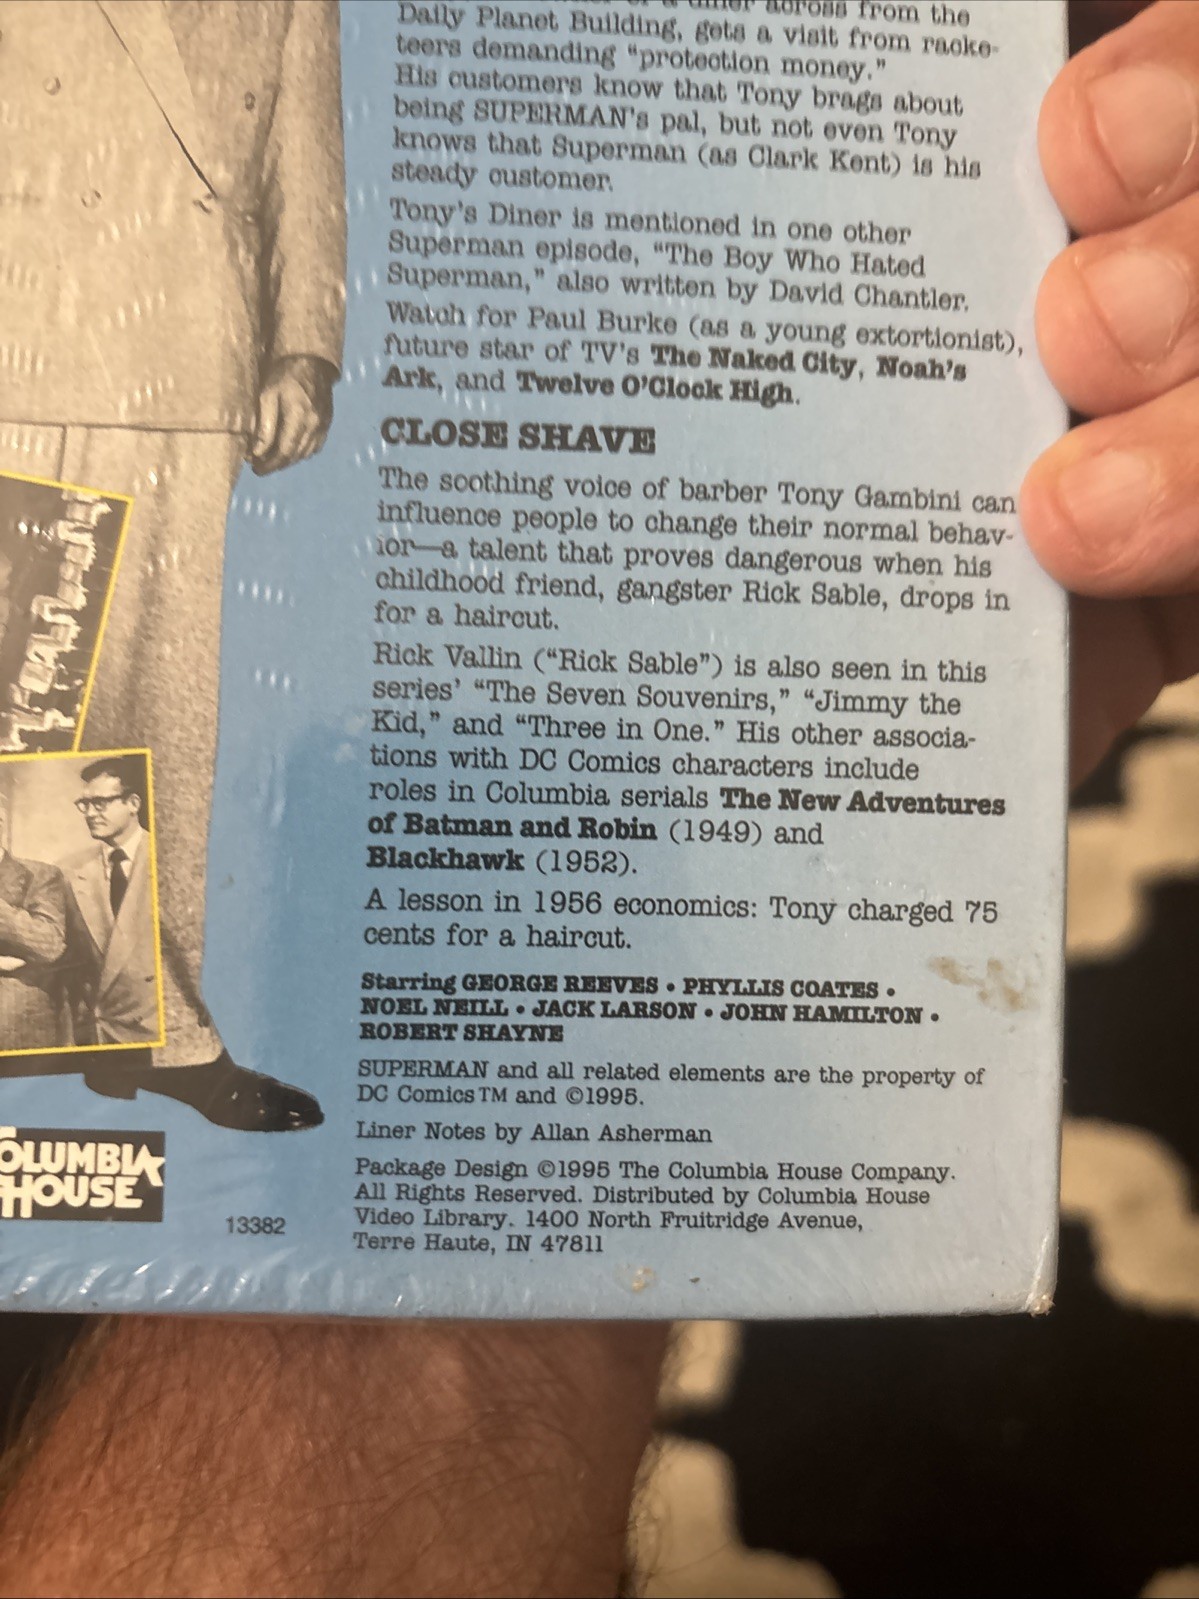 diner across from the
Daily Planet Building, gets a visit from racke-
teers demanding "protection money."
His customers know that Tony brags about
being SUPERMAN's pal, but not even Tony
knows that Superman (as Clark Kent) is his
steady customer.
Tony's Diner is mentioned in one other
Superman episode, "The Boy Who Hated
Superman," also written by David Chantler.
Watch for Paul Burke (as a young extortionist),
future star of TV's The Naked City, Noah's
Ark, and Twelve O'Clock High.
CLOSE SHAVE
The soothing voice of barber Tony Gambini can
influence people to change their normal behav-
ior—a talent that proves dangerous when his
childhood friend, gangster Rick Sable, drops in
for a haircut.
Rick Vallin ("Rick Sable") is also seen in this
series' "The Seven Souvenirs," "Jimmy the
Kid," and "Three in One." His other associa-
tions with DC Comics characters include
roles in Columbia serials The New Adventures
of Batman and Robin (1949) and
Blackhawk (1952).
A lesson in 1956 economics: Tony charged 75
cents for a haircut.
Starring GEORGE REEVES • PHYLLIS COATES •
NOEL NEILL • JACK LARSON • JOHN HAMILTON •
ROBERT SHAYNE
SUPERMAN and all related elements are the property of
DC Comics TM and ©1995.
Liner Notes by Allan Asherman
Package Design ©1995 The Columbia House Company.
All Rights Reserved. Distributed by Columbia House
Video Library. 1400 North Fruitridge Avenue,
Terre Haute, IN 47811
COLUMBIA
HOUSE
13382